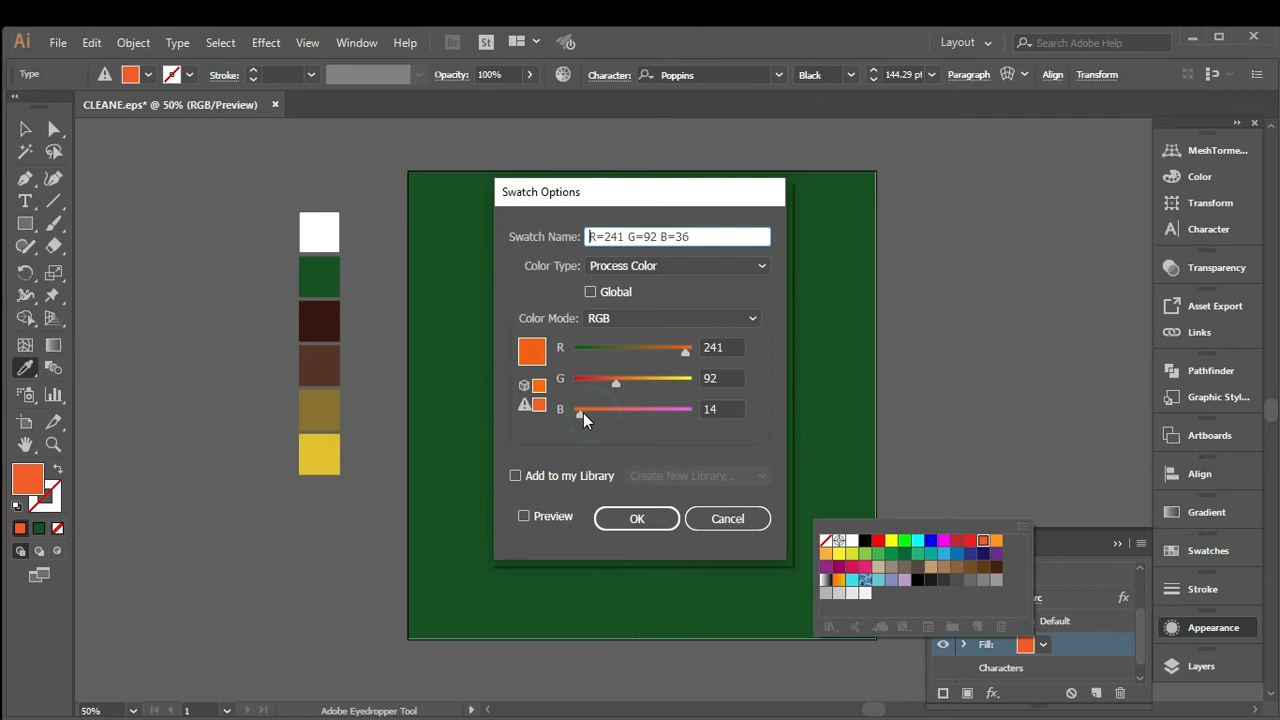 Ai File Edit Object Type Select Effect View Window Help Br St Layout Search Adobe Help
Type Stroke: Opacity: 100% Character: Poppins Black 144.29 pt Paragraph Align Transform
CLEANE.eps* @ 50% (RGB/Preview)
Swatch Options
Swatch Name: R=241 G=92 B=36
Color Type: Process Color
Global
Color Mode: RGB
R 241
G 92
B 14
Add to my Library Create New Library...
Preview OK Cancel
MeshTorme...
Color
Transform
Character
Transparency
Asset Export
Links
Pathfinder
Graphic Styl...
Artboards
Align
Gradient
Swatches
Stroke
Appearance
Layers
Default
Fill:
Characters
50% 1 Adobe Eyedropper Tool